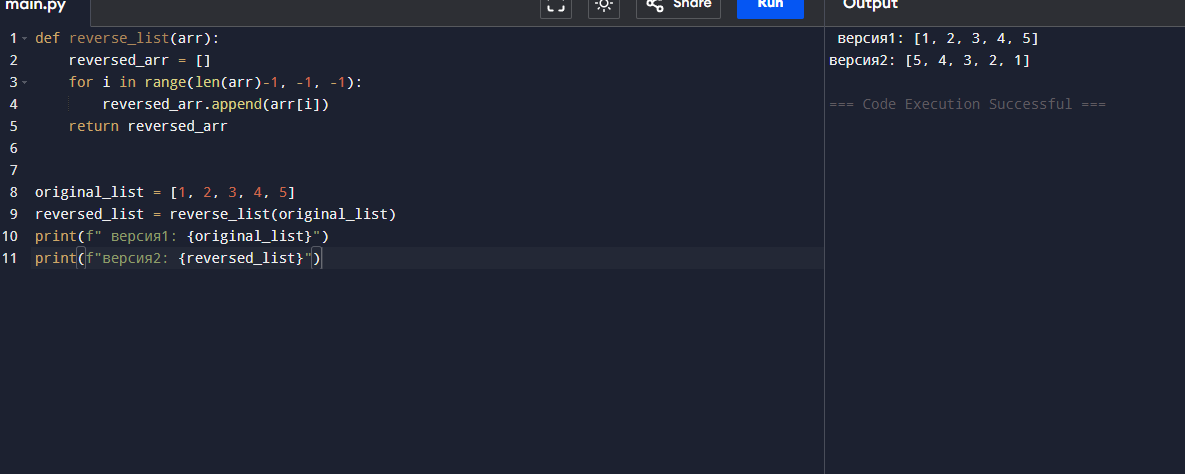 main.py
Share
Run
Output
1 def reverse_list(arr):
2     reversed_arr = []
3     for i in range(len(arr)-1, -1, -1):
4         reversed_arr.append(arr[i])
5     return reversed_arr
6
7
8 original_list = [1, 2, 3, 4, 5]
9 reversed_list = reverse_list(original_list)
10 print(f" версия1: {original_list}")
11 print(f"версия2: {reversed_list}")
 версия1: [1, 2, 3, 4, 5]
версия2: [5, 4, 3, 2, 1]
=== Code Execution Successful ===